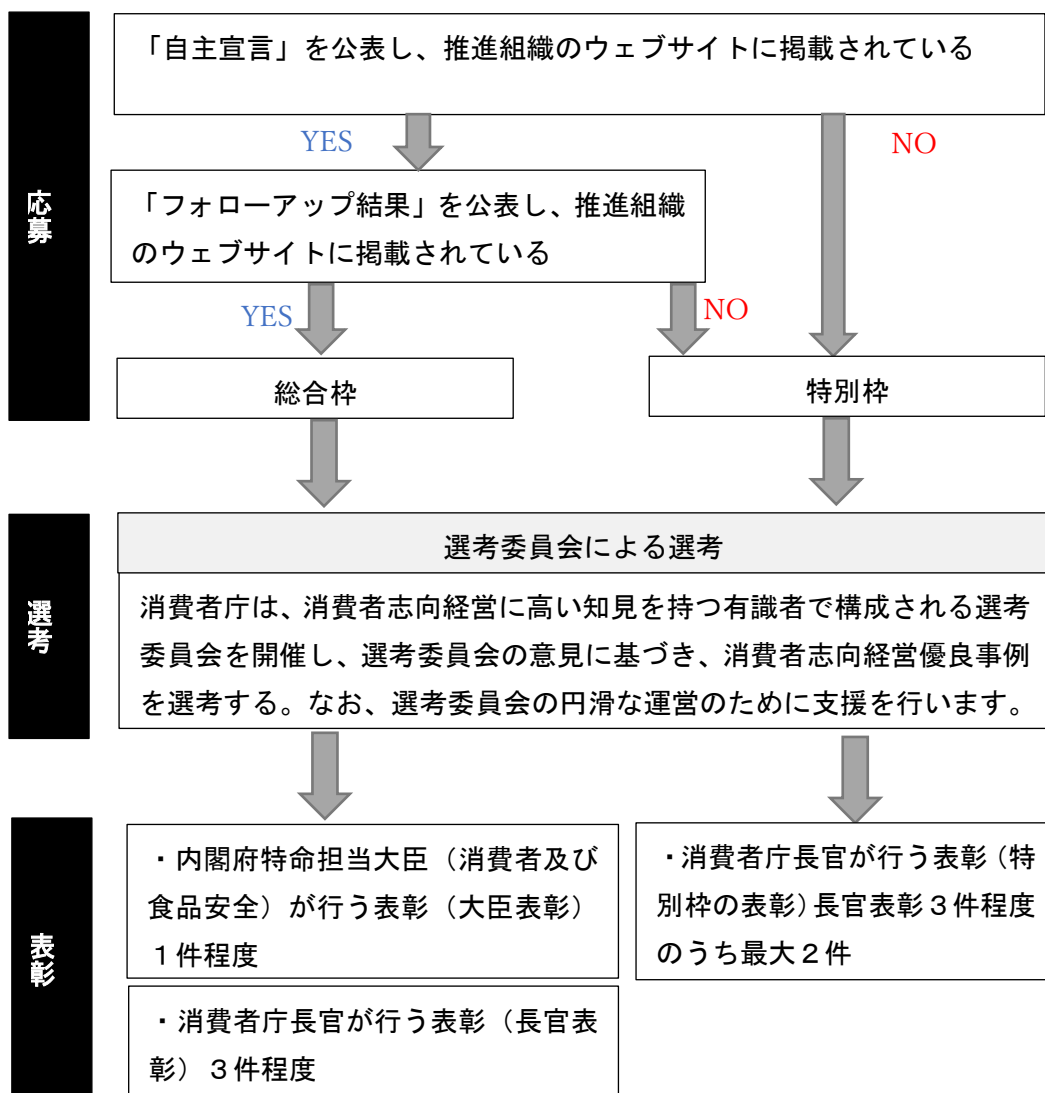 「自主宣言」を公表し、推進組織のウェブサイトに掲載されている
YES
NO
応募
「フォローアップ結果」を公表し、推進組織
のウェブサイトに掲載されている
YES
NO
総合枠
特別枠
選考
選考委員会による選考
消費者庁は、消費者志向経営に高い知見を持つ有識者で構成される選考
委員会を開催し、選考委員会の意見に基づき、消費者志向経営優良事例
を選考する。なお、選考委員会の円滑な運営のために支援を行います。
表彰
・内閣府特命担当大臣（消費者及び
食品安全）が行う表彰（大臣表彰）
１件程度
・消費者庁長官が行う表彰（長官表
彰）３件程度
・消費者庁長官が行う表彰（特
別枠の表彰）長官表彰３件程度
のうち最大２件